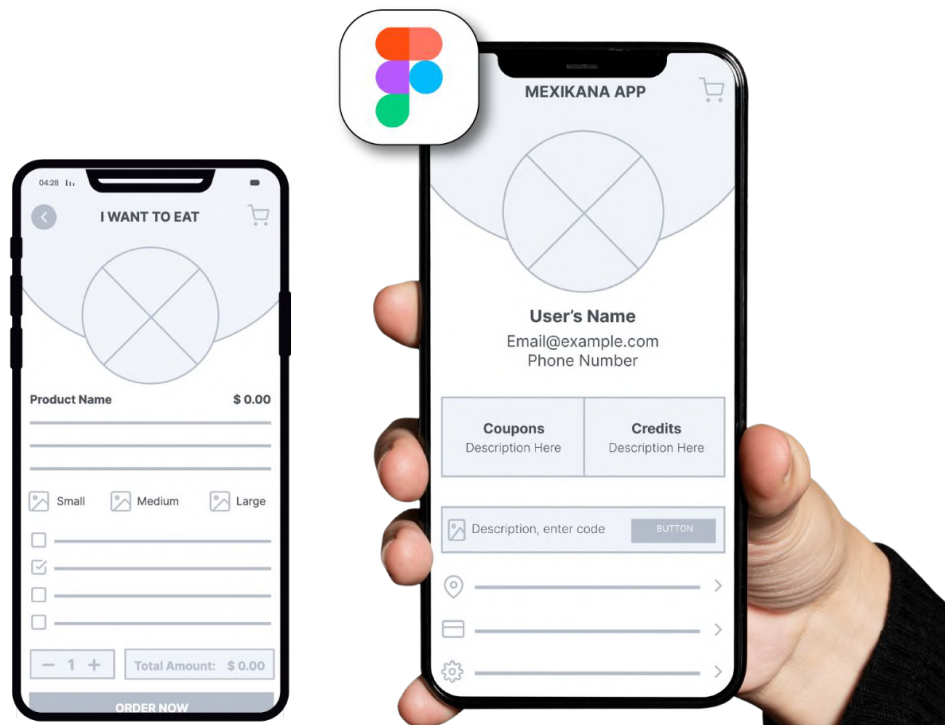 04:28
I WANT TO EAT
Product Name $ 0.00
Small Medium Large
1 Total Amount: $ 0.00
ORDER NOW
MEXIKANA APP
User's Name
Email@example.com
Phone Number
Coupons Credits
Description Here Description Here
Description, enter code BUTTON